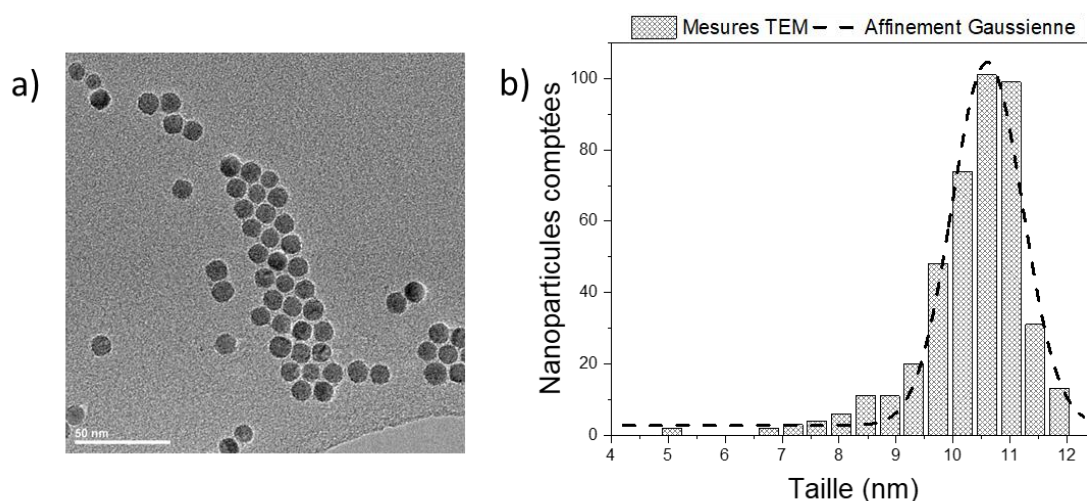 a)
50 nm
b)
Mesures TEM Affinement Gaussienne
Nanoparticules comptées
100
80
60
40
20
0
4 5 6 7 8 9 10 11 12
Taille (nm)